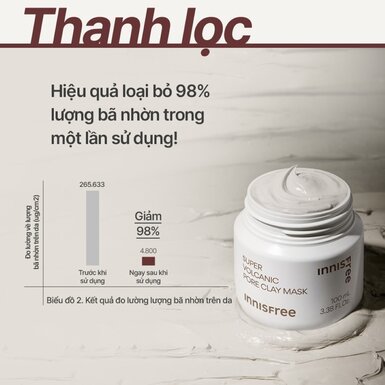 Thanh lọc
Hiệu quả loại bỏ 98%
lượng bã nhờn trong
một lần sử dụng!
Đo lường về lượng
bã nhờn trên da (ug/cm2)
265.633
Trước khi
sử dụng
Giảm
98%
4.800
Ngay sau khi
sử dụng
Biểu đồ 2. Kết quả đo lường lượng bã nhờn trên da
SUPER
VOLCANIC
PORE CLAY MASK
INNISFREE
INNISFREE
100 mL
3.38 FL.OZ.